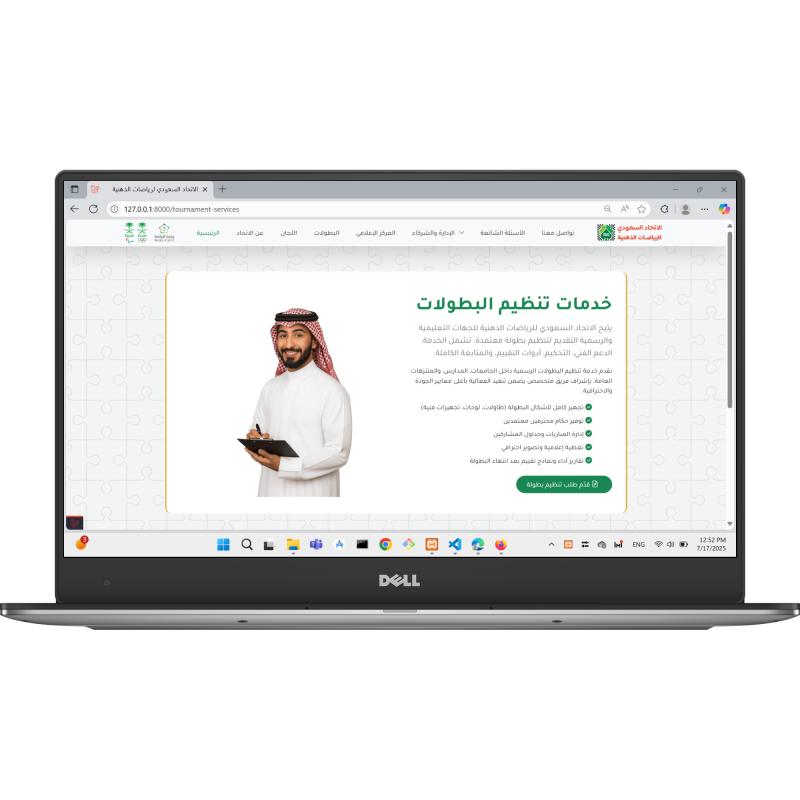 الاتحاد السعودي لرياضات الذهنية
127.0.0.1:8000/tournament-services
الاتحاد السعودي
للرياضات الذهنية
تواصل معنا
الأسئلة الشائعة
الإدارة والشركاء
المركز الإعلامي
البطولات
اللجان
عن الاتحاد
الرئيسية
خدمات تنظيم البطولات
يتيح الاتحاد السعودي للرياضات الذهنية للجهات التعليمية
والرسمية التقديم لتنظيم بطولة معتمدة. تشمل الخدمة:
الدعم الفني، التحكيم، أدوات التقييم، والمتابعة الكاملة.
نقدم خدمة تنظيم البطولات الرسمية داخل الجامعات، المدارس، والمتنزهات
العامة، بإشراف فريق متخصص يضمن تنفيذ الفعالية بأعلى معايير الجودة
والاحترافية.
تجهيز كامل لأشكال البطولة (طاولات، لوحات، تجهيزات فنية)
توفير حكام محترفين معتمدين
إدارة المباريات وجداول المشاركين
تغطية إعلامية وتصوير احترافي
تقارير أداء ونماذج تقييم بعد انتهاء البطولة
قدّم طلب تنظيم بطولة
3
ENG
12:52 PM
7/17/2025
DELL